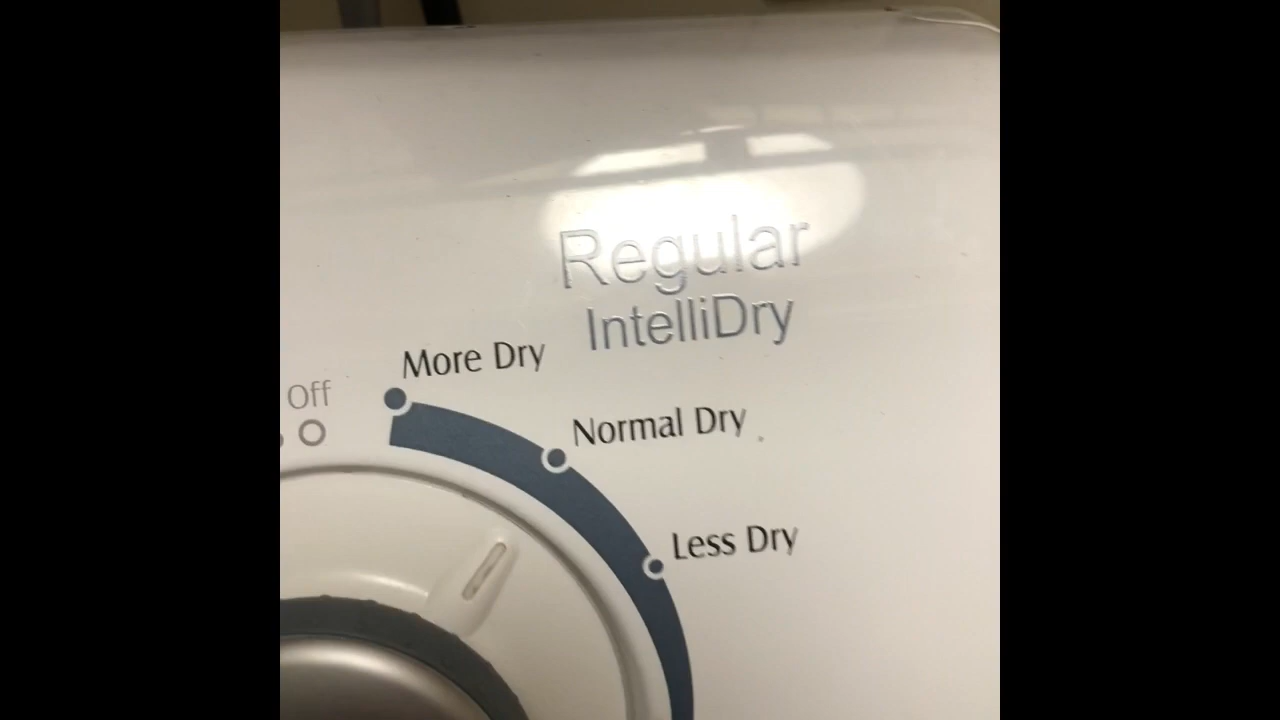 Regular
IntelliDry
More Dry
Off
Normal Dry
Less Dry